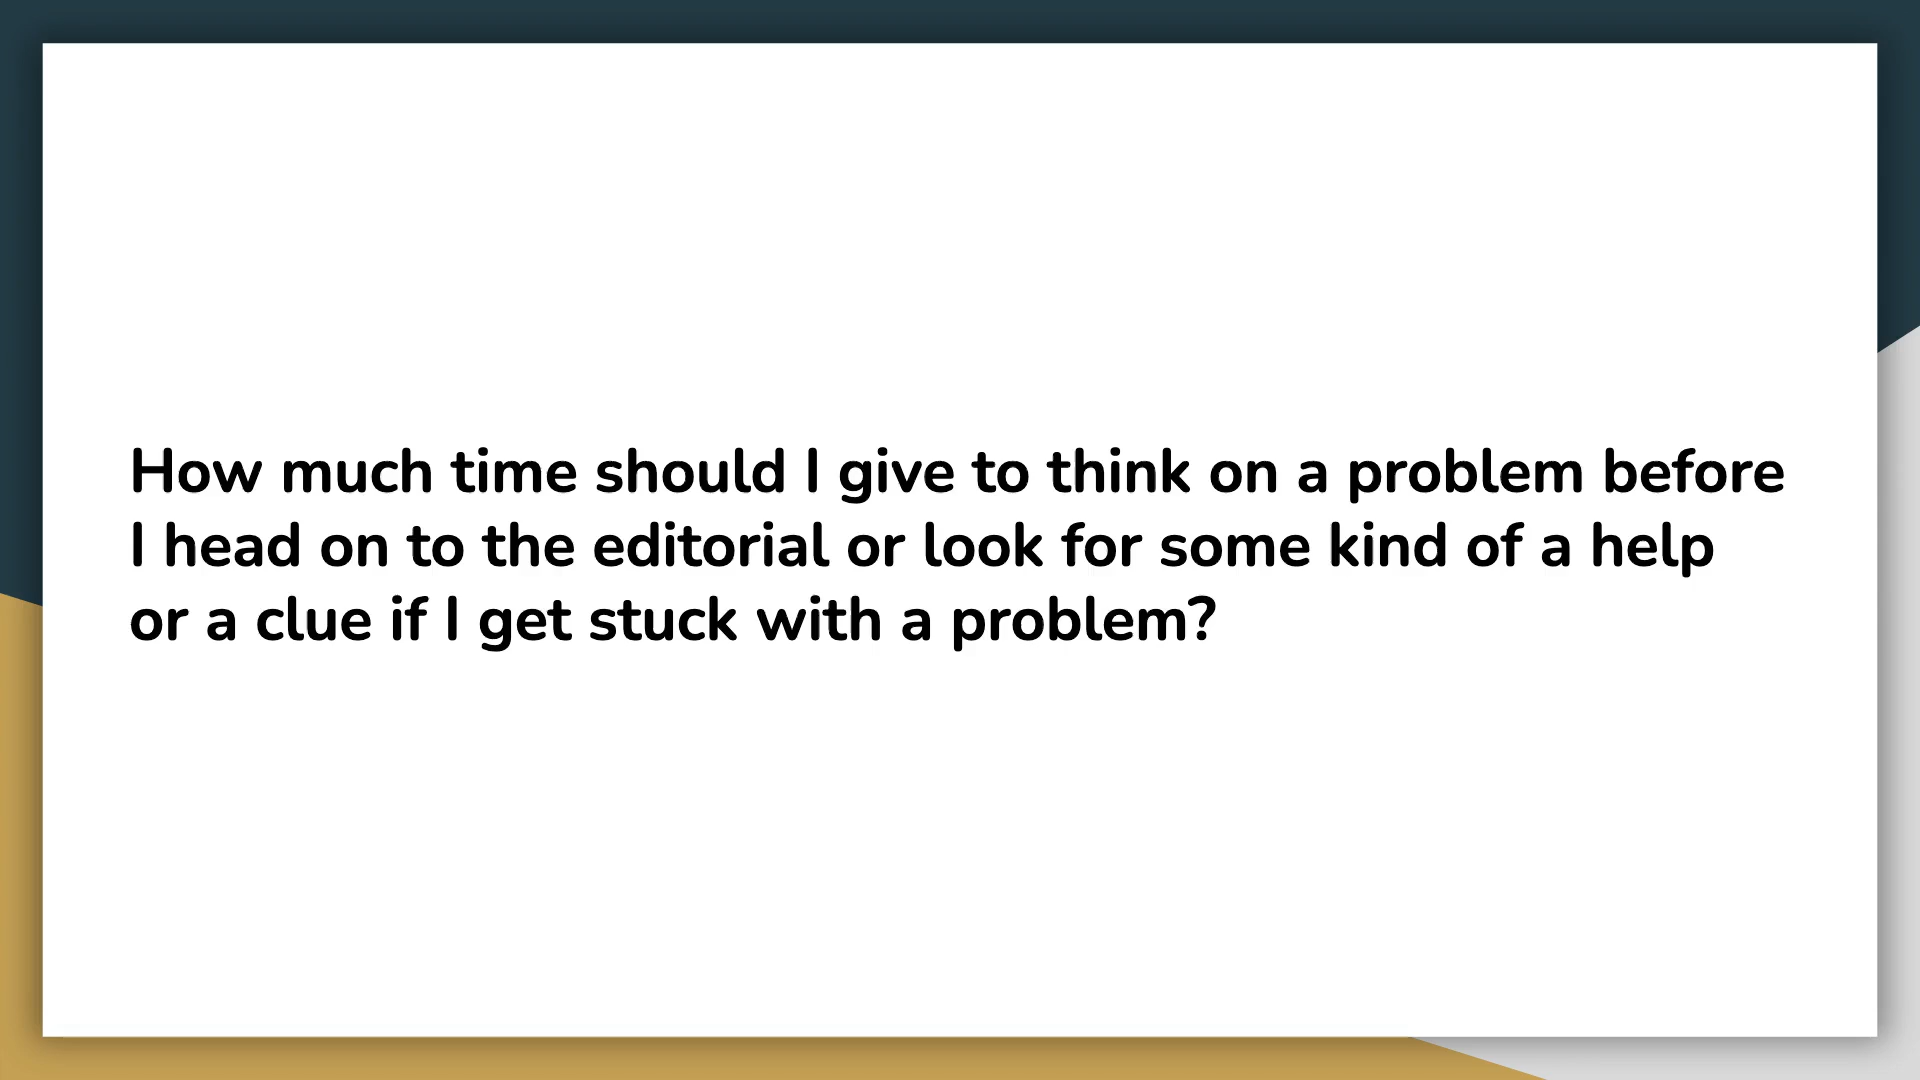 How much time should I give to think on a problem before
I head on to the editorial or look for some kind of a help
or a clue if I get stuck with a problem?